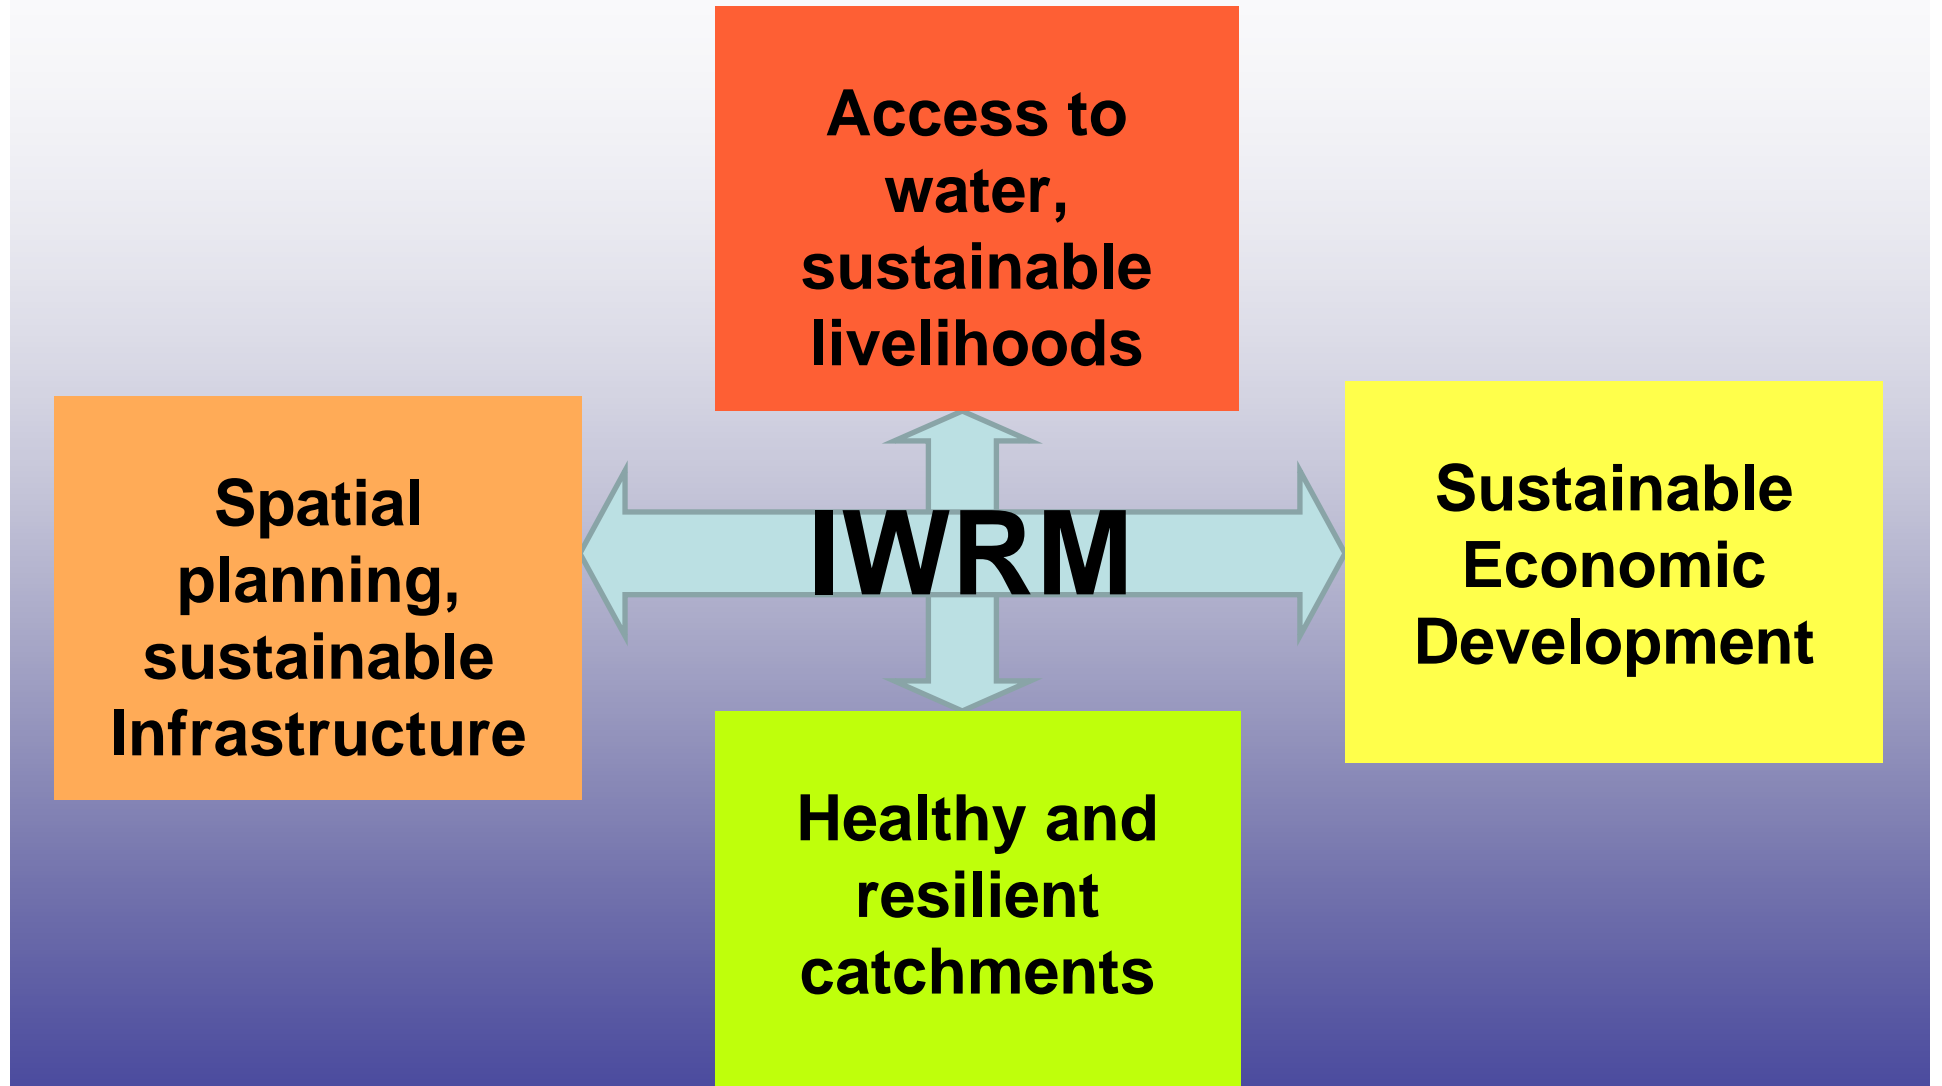 Access to
water,
sustainable
livelihoods
Spatial
planning,
sustainable
Infrastructure
IWRM
Sustainable
Economic
Development
Healthy and
resilient
catchments